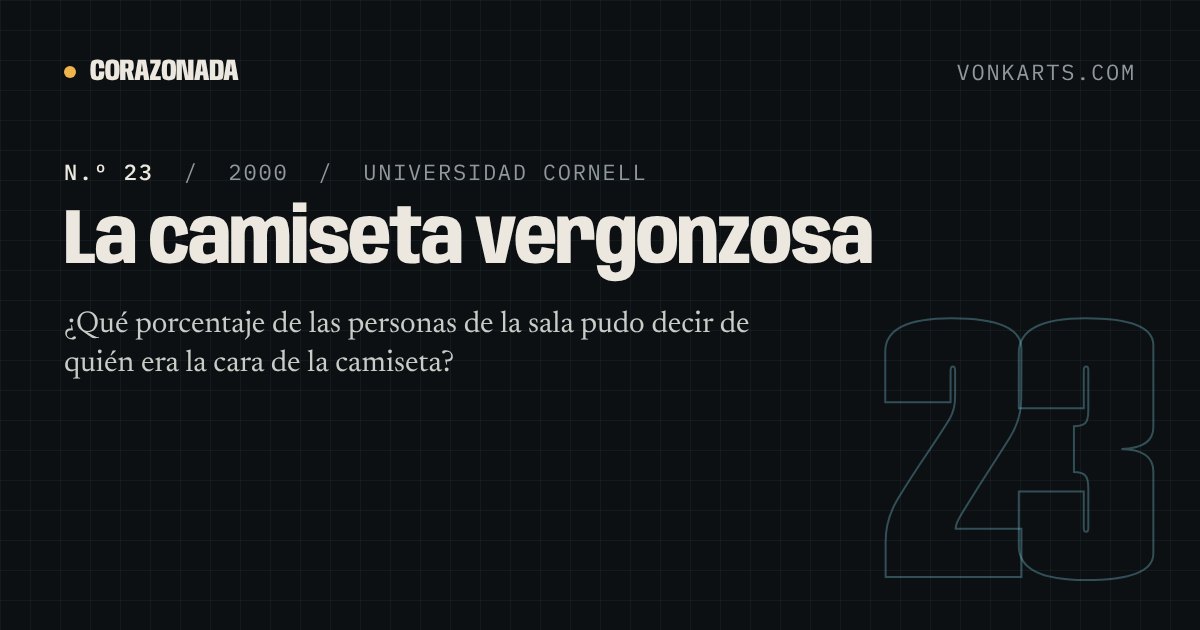 CORAZONADA
VONKARTS.COM
N.º 23 / 2000 / UNIVERSIDAD CORNELL
La camiseta vergonzosa
¿Qué porcentaje de las personas de la sala pudo decir de
quién era la cara de la camiseta?
23